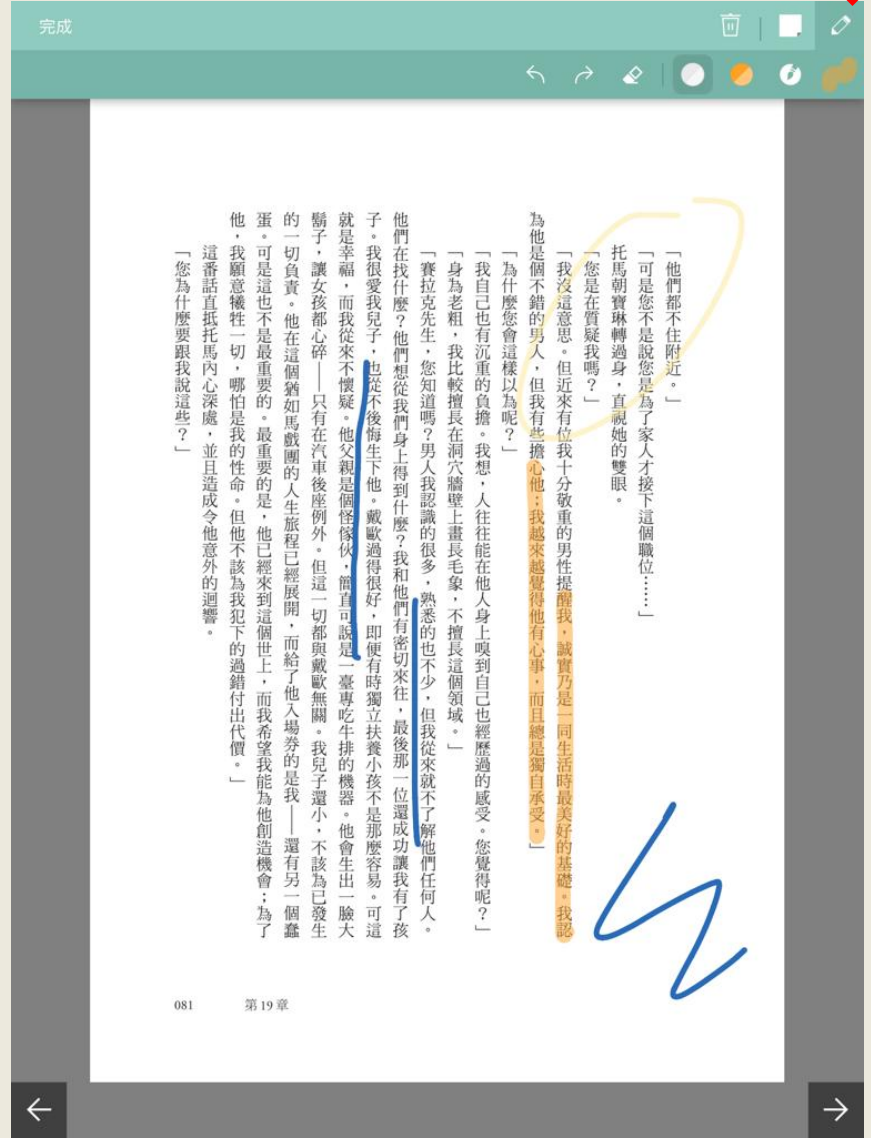 完成
「他們都不住附近。」
「可是您不是說您是為了家人才接下這個職位……」
托馬朝寶琳轉過身，直視她的雙眼。
「您是在質疑我嗎？」
「我沒這意思。但近來有位我十分敬重的男性提醒我，誠實乃是一同生活時最美好的基礎。我認
為他是個不錯的男人，但我有些擔心他；我越來越覺得他有心事，而且總是獨自承受。」
「為什麼您會這樣以為呢？」
「我自己也有沉重的負擔。我想，人往往能在他人身上嗅到自己也經歷過的感受。您覺得呢？」
「身為老粗，我比較擅長在洞穴牆壁上畫長毛象，不擅長這個領域。」
「賽拉克先生，您知道嗎？男人我認識的很多，熟悉的也不少，但我從來就不了解他們任何人。
他們在找什麼？他們想從我們身上得到什麼？我和他們有密切來往，最後那一位還成功讓我有了孩
子。我很愛我兒子，也從不後悔生下他。戴歐過得很好，即便有時獨立扶養小孩不是那麼容易。可這
就是幸福，而我從來不懷疑。他父親是個怪傢伙，簡直可說是一臺專吃牛排的機器。他會生出一臉大
鬍子，讓女孩都心碎——只有在汽車後座例外。但這一切都與戴歐無關。我兒子還小，不該為已發生
的一切負責。他在這個猶如馬戲團的人生旅程已經展開，而給了他入場券的是我——還有另一個蠢
蛋。可是這也不是最重要的。最重要的是，他已經來到這個世上，而我希望我能為他創造機會；為了
他，我願意犧牲一切，哪怕是我的性命。但他不該為我犯下的過錯付出代價。」
這番話直抵托馬內心深處，並且造成令他意外的迴響。
「您為什麼要跟我說這些？」
第19章
081